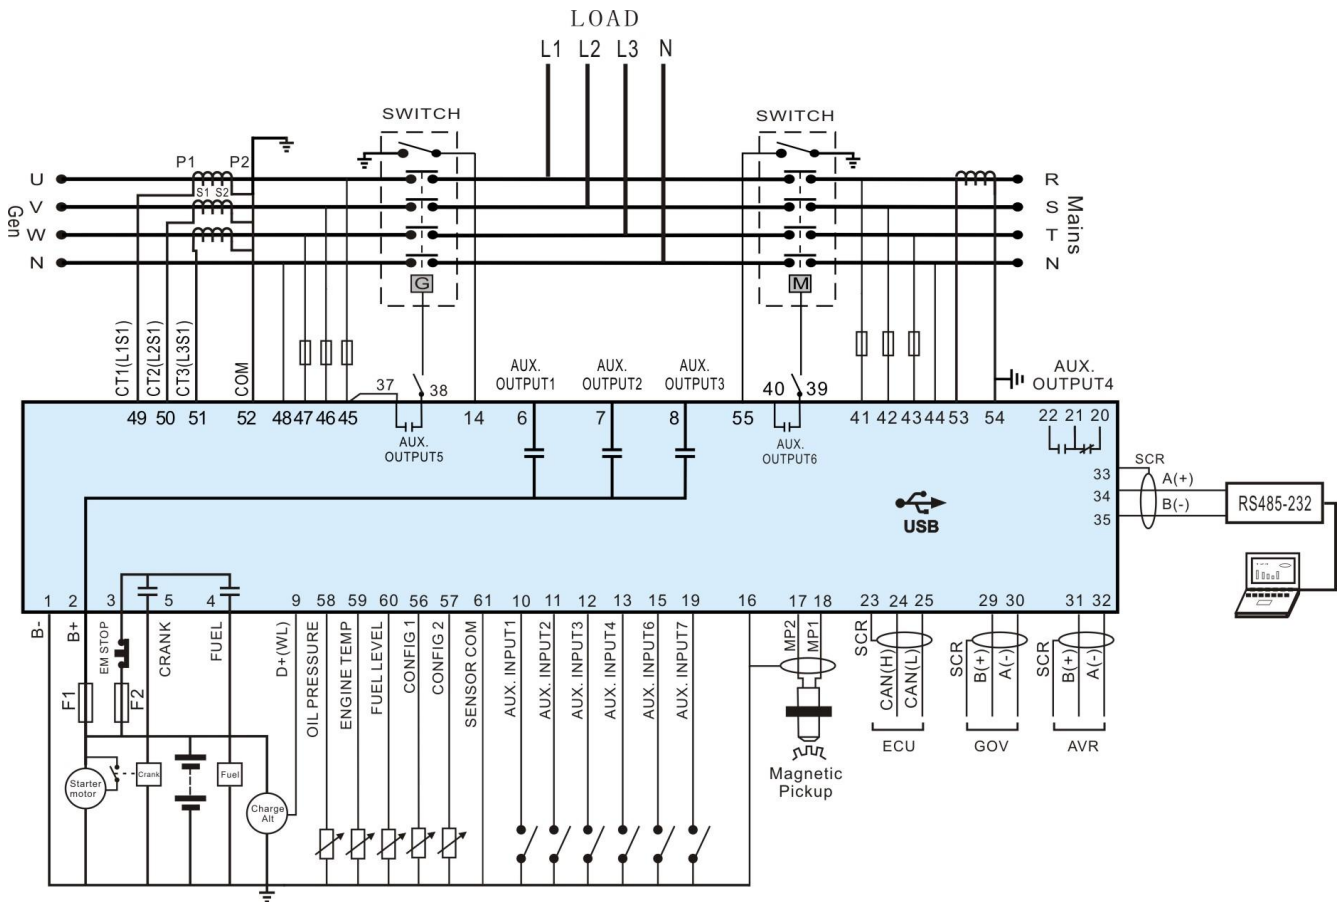 LOAD
L1 L2 L3 N
SWITCH
SWITCH
P1 P2
S1 S2
U
V
W
N
Gen
R
S
T
N
Mains
G
M
CT1(L1S1)
CT2(L2S1)
CT3(L3S1)
COM
37 38
AUX.
OUTPUT1
AUX.
OUTPUT2
AUX.
OUTPUT3
40 39
AUX.
OUTPUT4
49 50 51 52 48 47 46 45 14 6 7 8 55 41 42 43 44 53 54 22 21 20
AUX.
OUTPUT5
AUX.
OUTPUT6
33
34
35
SCR
A(+)
B(-)
RS485-232
USB
1 2 3 5 4 9 58 59 60 56 57 61 10 11 12 13 15 19 16 17 18 23 24 25 29 30 31 32
B-
B+
EM STOP
CRANK
FUEL
D+(WL)
OIL PRESSURE
ENGINE TEMP
FUEL LEVEL
CONFIG 1
CONFIG 2
SENSOR COM
AUX. INPUT1
AUX. INPUT2
AUX. INPUT3
AUX. INPUT4
AUX. INPUT6
AUX. INPUT7
MP2
MP1
SCR
CAN(H)
CAN(L)
SCR
B(+)
A(-)
SCR
B(+)
A(-)
F1
F2
ECU
GOV
AVR
Starter
motor
Crank
Fuel
Charge
Alt
Magnetic
Pickup